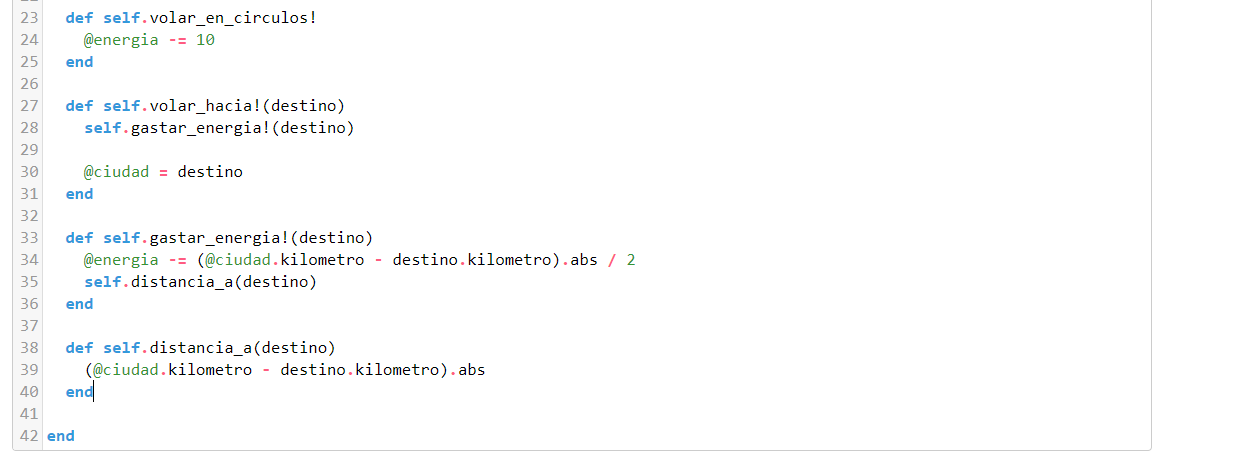 23 def self.volar_en_circulos!
24 @energia -= 10
25 end
26
27 def self.volar_hacia!(destino)
28 self.gastar_energia!(destino)
29
30 @ciudad = destino
31 end
32
33 def self.gastar_energia!(destino)
34 @energia -= (@ciudad.kilometro - destino.kilometro).abs / 2
35 self.distancia_a(destino)
36 end
37
38 def self.distancia_a(destino)
39 (@ciudad.kilometro - destino.kilometro).abs
40 end
41
42 end